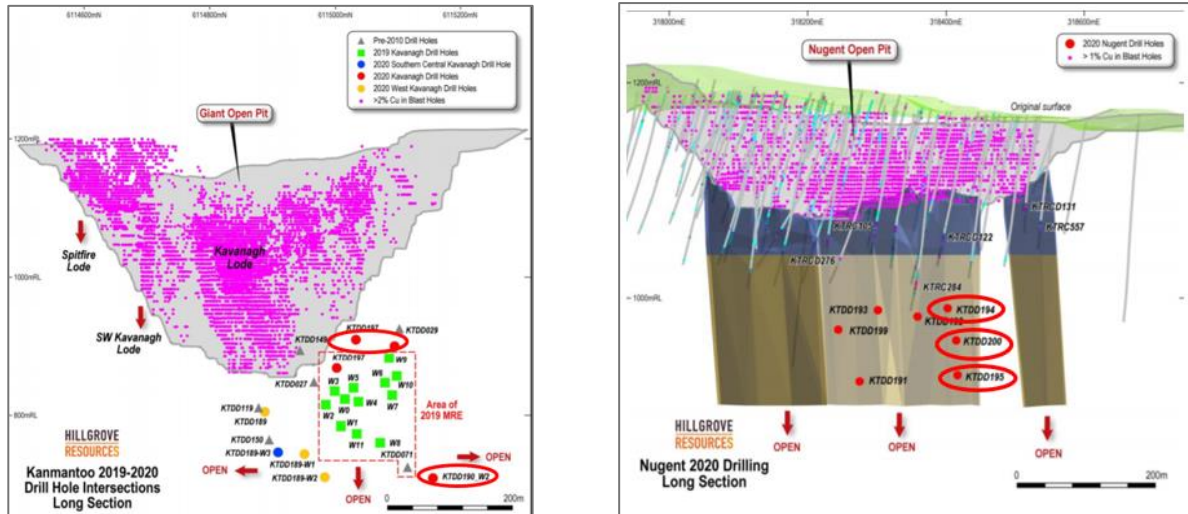 6114600mN
6114800mN
6115000mN
6115200mN
Pre-2010 Drill Holes
2019 Kavanagh Drill Holes
2020 Southern Central Kavanagh Drill Hole
2020 Kavanagh Drill Holes
2020 West Kavanagh Drill Holes
>2% Cu in Blast Holes
Giant Open Pit
1200mRL
Spitfire
Lode
Kavanagh
Lode
1000mRL
SW Kavanagh
Lode
KTDD149
KTDD197
KTDD029
KTDD197
W9
KTDD027
W3
W5
W6
W10
W2
W0
W4
W7
Area of
2019 MRE
800mRL
KTDD119
KTDD189
W1
W11
W8
KTDD150
KTDD189-W3
KTDD071
OPEN
KTDD189-W1
KTDD189-W2
OPEN
OPEN
KTDD190_W2
HILLGROVE
RESOURCES
Kanmantoo 2019-2020
Drill Hole Intersections
Long Section
0
200m
318000mE
318200mE
318400mE
318600mE
2020 Nugent Drill Holes
> 1% Cu in Blast Holes
Nugent Open Pit
1200mRL
Original surface
KTRCD131
KTRC557
KTRCD122
KTRCD276
KTRC284
1000mRL
KTDD193
KTDD194
KTDD199
KTDD200
KTDD191
KTDD195
OPEN
OPEN
OPEN
HILLGROVE
RESOURCES
Nugent 2020 Drilling
Long Section
0
200m